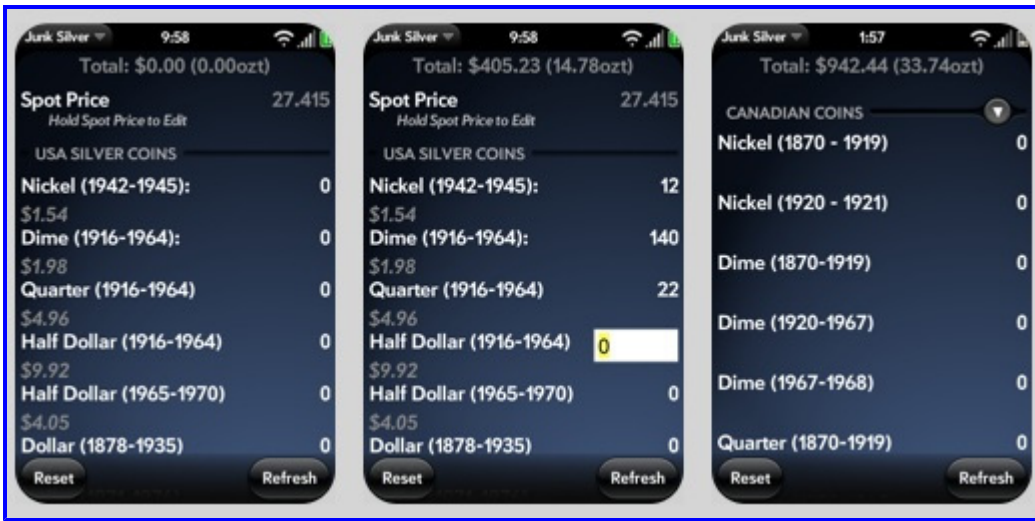 Junk Silver 9:58
Total: $0.00 (0.00ozt)
Spot Price 27.415
Hold Spot Price to Edit
USA SILVER COINS
Nickel (1942-1945): 0
$1.54
Dime (1916-1964): 0
$1.98
Quarter (1916-1964) 0
$4.96
Half Dollar (1916-1964) 0
$9.92
Half Dollar (1965-1970) 0
$4.05
Dollar (1878-1935) 0
Reset Refresh
Junk Silver 9:58
Total: $405.23 (14.78ozt)
Spot Price 27.415
Hold Spot Price to Edit
USA SILVER COINS
Nickel (1942-1945): 12
$1.54
Dime (1916-1964): 140
$1.98
Quarter (1916-1964) 22
$4.96
Half Dollar (1916-1964) 0
$9.92
Half Dollar (1965-1970) 0
$4.05
Dollar (1878-1935) 0
Reset Refresh
Junk Silver 1:57
Total: $942.44 (33.74ozt)
CANADIAN COINS
Nickel (1870 - 1919) 0
Nickel (1920 - 1921) 0
Dime (1870-1919) 0
Dime (1920-1967) 0
Dime (1967-1968) 0
Quarter (1870-1919) 0
Reset Refresh